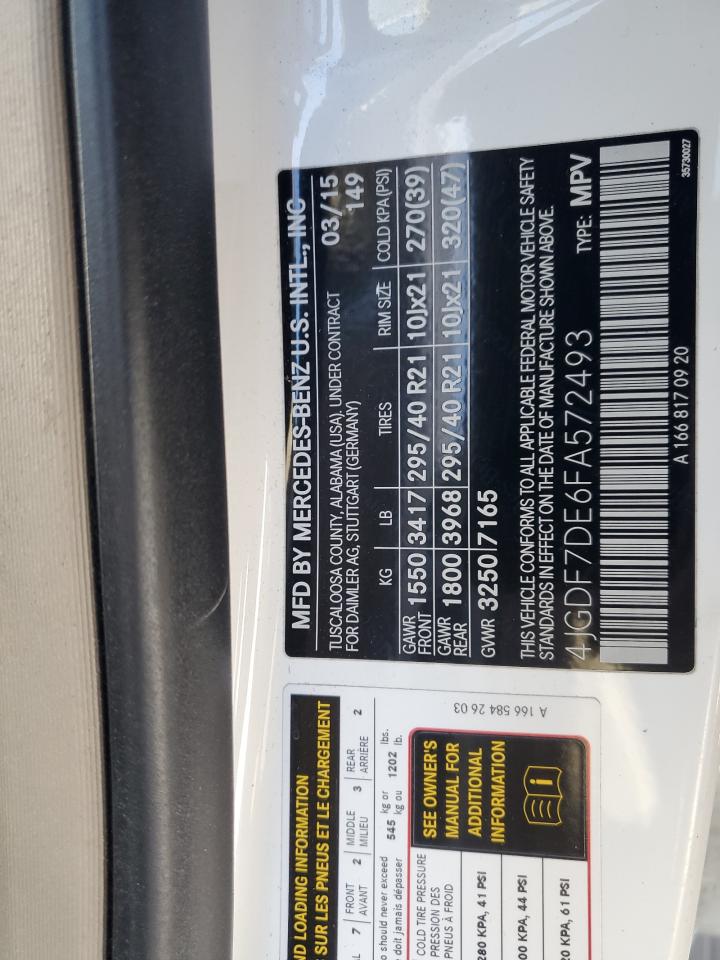 MFD BY MERCEDES-BENZ U.S. INTL., INC
TUSCALOOSA COUNTY, ALABAMA (USA), UNDER CONTRACT 03/15
FOR DAIMLER AG, STUTTGART (GERMANY) 149
KG LB TIRES RIM SIZE COLD KPA(PSI)
GAWR FRONT 1550 3417 295/40 R21 10Jx21 270(39)
GAWR REAR 1800 3968 295/40 R21 10Jx21 320(47)
GVWR 3250 7165
THIS VEHICLE CONFORMS TO ALL APPLICABLE FEDERAL MOTOR VEHICLE SAFETY
STANDARDS IN EFFECT ON THE DATE OF MANUFACTURE SHOWN ABOVE.
4JGDF7DE6FA572493 TYPE: MPV
A 166 817 09 20
35730027
ND LOADING INFORMATION
SUR LES PNEUS ET LE CHARGEMENT
AL 7 FRONT AVANT 2 MIDDLE MILIEU 3 REAR ARRIÈRE 2
o should never exceed 545 kg or 1202 lbs.
doit jamais dépasser kg ou lb.
COLD TIRE PRESSURE
PRESSION DES
PNEUS À FROID
280 KPA, 41 PSI
00 KPA, 44 PSI
20 KPA, 61 PSI
SEE OWNER'S
MANUAL FOR
ADDITIONAL
INFORMATION
A 166 584 26 03